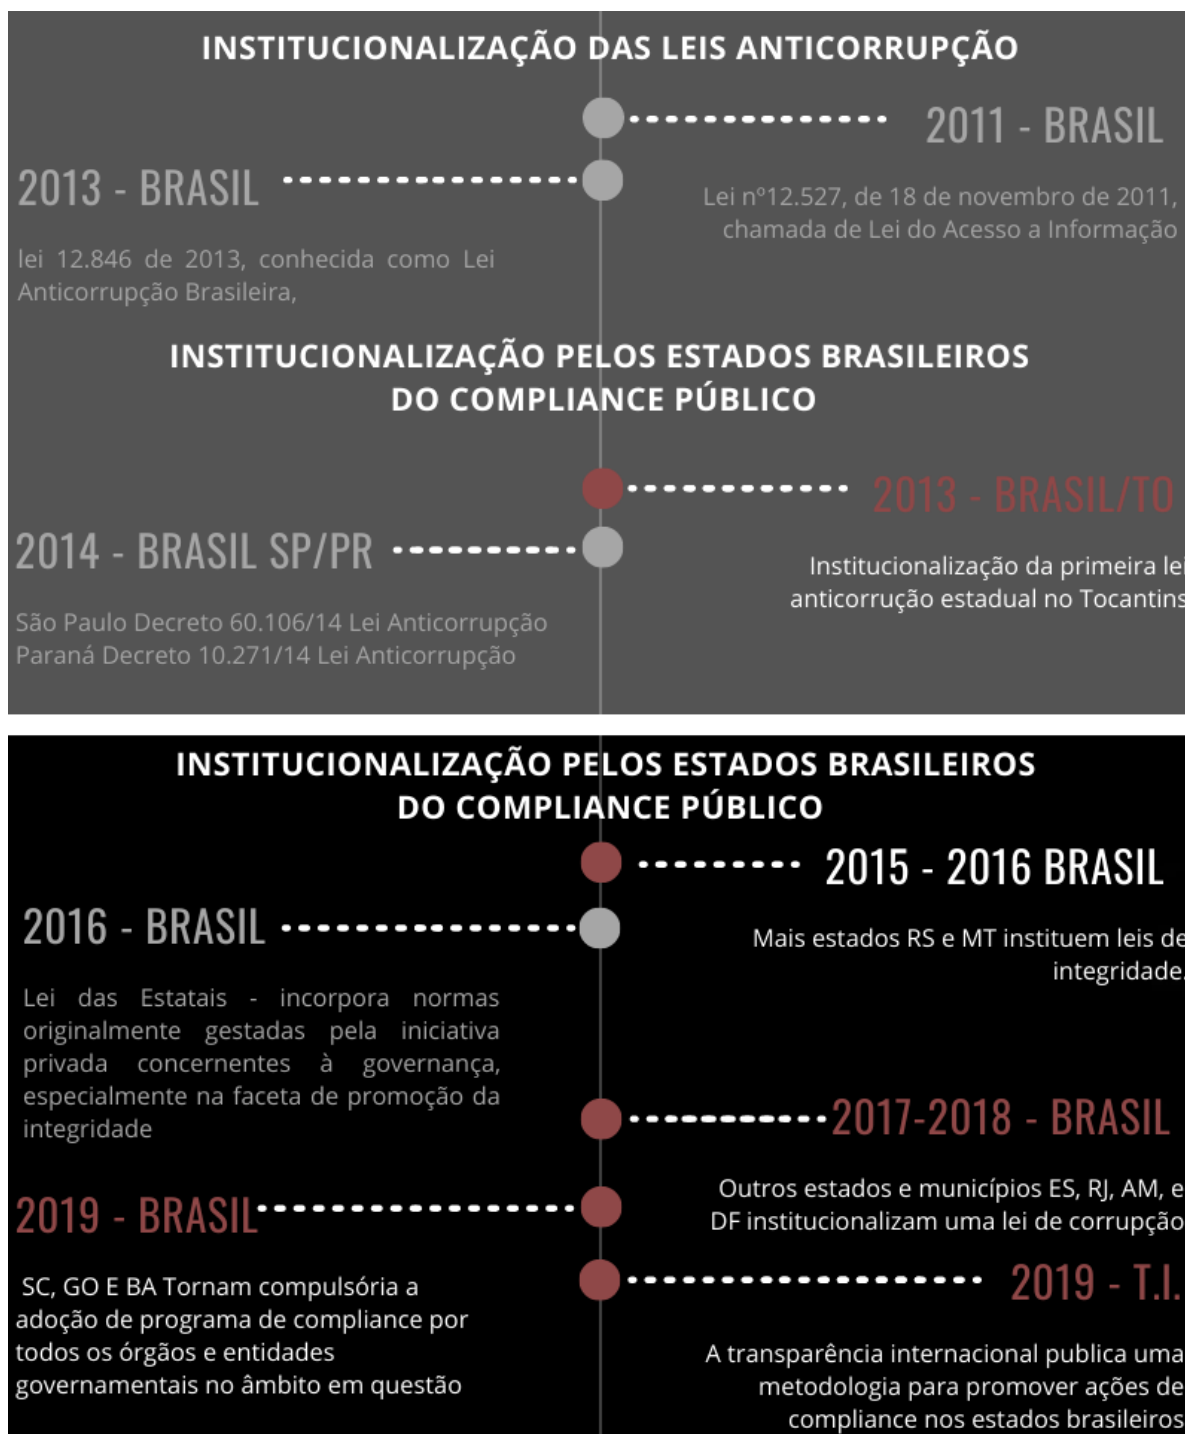 INSTITUCIONALIZAÇÃO DAS LEIS ANTICORRUPÇÃO
2011 - BRASIL
Lei nº12.527, de 18 de novembro de 2011,
chamada de Lei do Acesso a Informação
2013 - BRASIL
lei 12.846 de 2013, conhecida como Lei
Anticorrupção Brasileira,
INSTITUCIONALIZAÇÃO PELOS ESTADOS BRASILEIROS
DO COMPLIANCE PÚBLICO
2013 - BRASIL/TO
Institucionalização da primeira lei
anticorrução estadual no Tocantins
2014 - BRASIL SP/PR
São Paulo Decreto 60.106/14 Lei Anticorrupção
Paraná Decreto 10.271/14 Lei Anticorrupção
INSTITUCIONALIZAÇÃO PELOS ESTADOS BRASILEIROS
DO COMPLIANCE PÚBLICO
2015 - 2016 BRASIL
Mais estados RS e MT instituem leis de
integridade.
2016 - BRASIL
Lei das Estatais - incorpora normas
originalmente gestadas pela iniciativa
privada concernentes à governança,
especialmente na faceta de promoção da
integridade
2017-2018 - BRASIL
Outros estados e municípios ES, RJ, AM, e
DF institucionalizam uma lei de corrupção
2019 - BRASIL
SC, GO E BA Tornam compulsória a
adoção de programa de compliance por
todos os órgãos e entidades
governamentais no âmbito em questão
2019 - T.I.
A transparência internacional publica uma
metodologia para promover ações de
compliance nos estados brasileiros